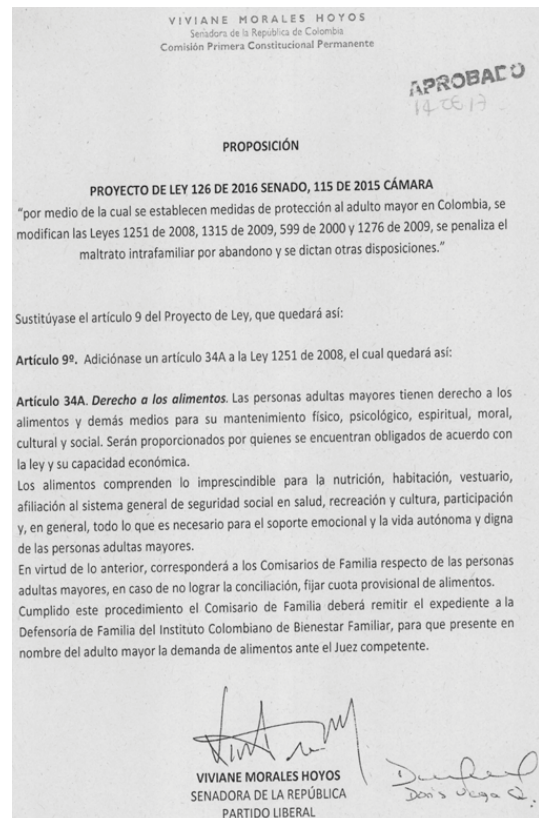 VIVIANE MORALES HOYOS
Senadora de la República de Colombia
Comisión Primera Constitucional Permanente
APROBADO
PROPOSICIÓN
PROYECTO DE LEY 126 DE 2016 SENADO, 115 DE 2015 CÁMARA
“por medio de la cual se establecen medidas de protección al adulto mayor en Colombia, se
modifican las Leyes 1251 de 2008, 1315 de 2009, 599 de 2000 y 1276 de 2009, se penaliza el
maltrato intrafamiliar por abandono y se dictan otras disposiciones.”
Sustitúyase el artículo 9 del Proyecto de Ley, que quedará así:
Artículo 9º. Adiciónase un artículo 34A a la Ley 1251 de 2008, el cual quedará así:
Artículo 34A. Derecho a los alimentos. Las personas adultas mayores tienen derecho a los
alimentos y demás medios para su mantenimiento físico, psicológico, espiritual, moral,
cultural y social. Serán proporcionados por quienes se encuentran obligados de acuerdo con
la ley y su capacidad económica.
Los alimentos comprenden lo imprescindible para la nutrición, habitación, vestuario,
afiliación al sistema general de seguridad social en salud, recreación y cultura, participación
y, en general, todo lo que es necesario para el soporte emocional y la vida autónoma y digna
de las personas adultas mayores.
En virtud de lo anterior, corresponderá a los Comisarios de Familia respecto de las personas
adultas mayores, en caso de no lograr la conciliación, fijar cuota provisional de alimentos.
Cumplido este procedimiento el Comisario de Familia deberá remitir el expediente a la
Defensoría de Familia del Instituto Colombiano de Bienestar Familiar, para que presente en
nombre del adulto mayor la demanda de alimentos ante el Juez competente.
VIVIANE MORALES HOYOS
SENADORA DE LA REPÚBLICA
PARTIDO LIBERAL
Doris Vega Q.